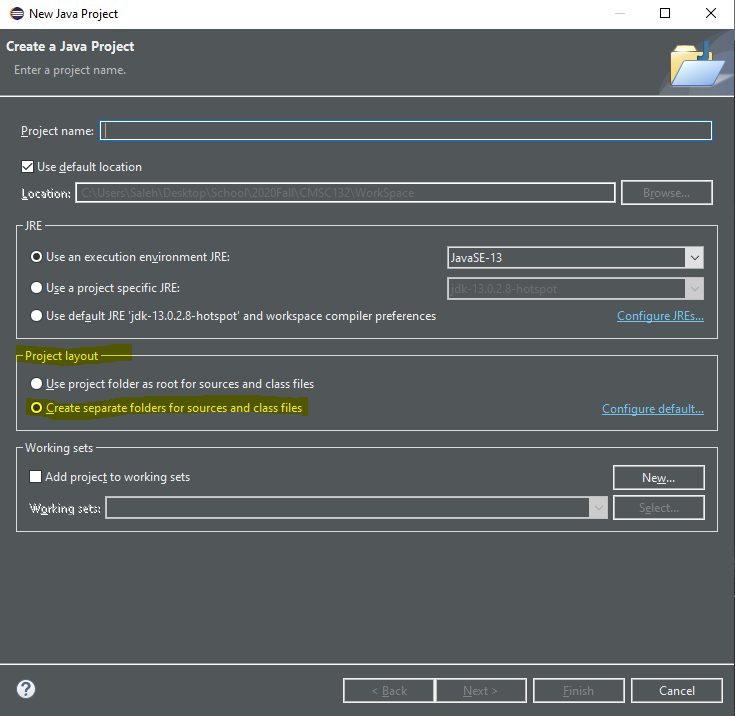 New Java Project
Create a Java Project
Enter a project name.
Project name:
Use default location
Location: C:\Users\Saleh\Desktop\School\2020Fall\CMSC132\WorkSpace Browse...
JRE
Use an execution environment JRE: JavaSE-13
Use a project specific JRE: jdk-13.0.2.8-hotspot
Use default JRE 'jdk-13.0.2.8-hotspot' and workspace compiler preferences Configure JREs...
Project layout
Use project folder as root for sources and class files
Create separate folders for sources and class files Configure default...
Working sets
Add project to working sets New...
Working sets: Select...
? < Back Next > Finish Cancel